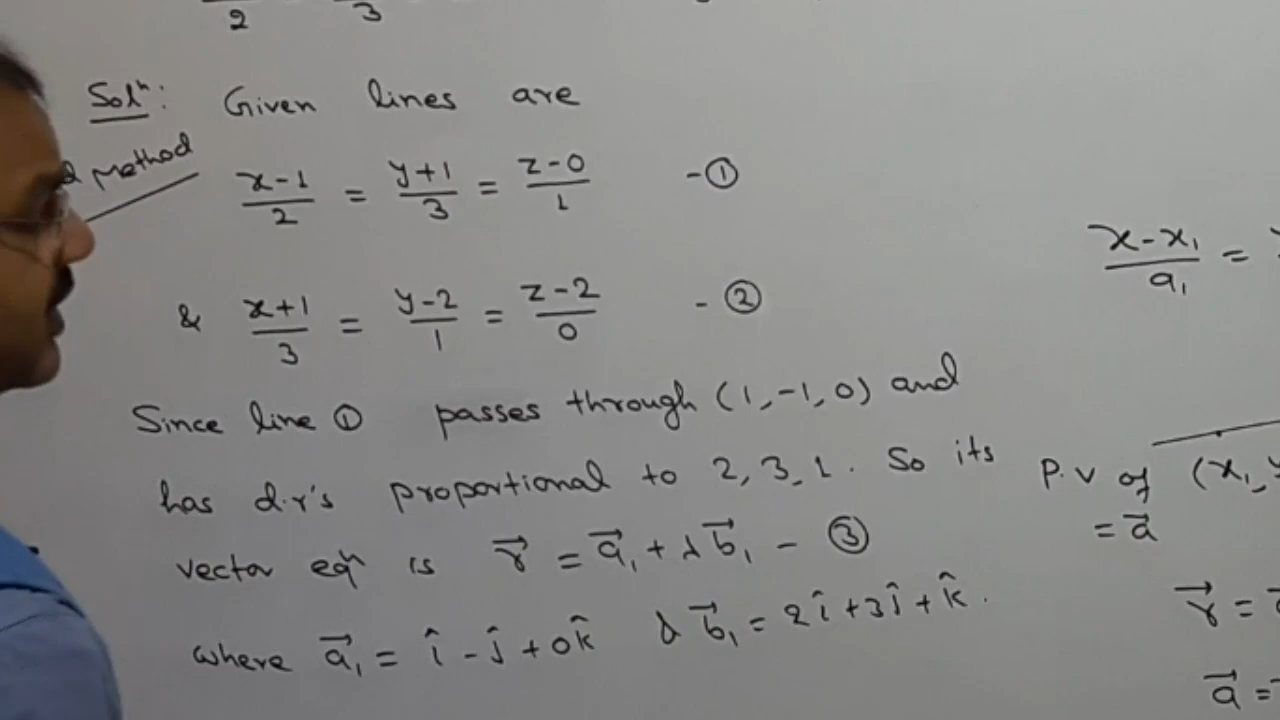 2 3
Solⁿ: Given lines are
Method
x-1/2 = y+1/3 = z-0/1 -①
& x+1/3 = y-2/1 = z-2/0 -②
Since line ① passes through (1,-1,0) and
has d.r's proportional to 2,3,1. So its
vector eqⁿ is r⃗ = a⃗₁ + λb⃗₁ - ③
where a⃗₁ = î - ĵ + 0k̂ & b⃗₁ = 2î + 3ĵ + k̂.
x-x₁/a₁ =
P.V of (x₁,
= a⃗
r⃗ =
a⃗ =